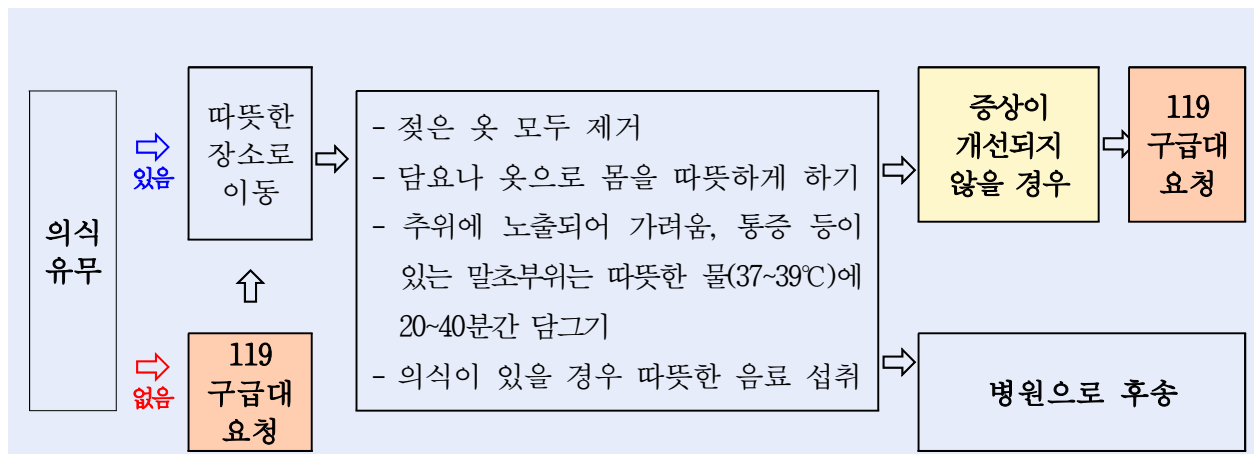 의식
유무
있음
따뜻한
장소로
이동
없음
119
구급대
요청
- 젖은 옷 모두 제거
- 담요나 옷으로 몸을 따뜻하게 하기
- 추위에 노출되어 가려움, 통증 등이
있는 말초부위는 따뜻한 물(37~39℃)에
20~40분간 담그기
- 의식이 있을 경우 따뜻한 음료 섭취
증상이
개선되지
않을 경우
119
구급대
요청
병원으로 후송